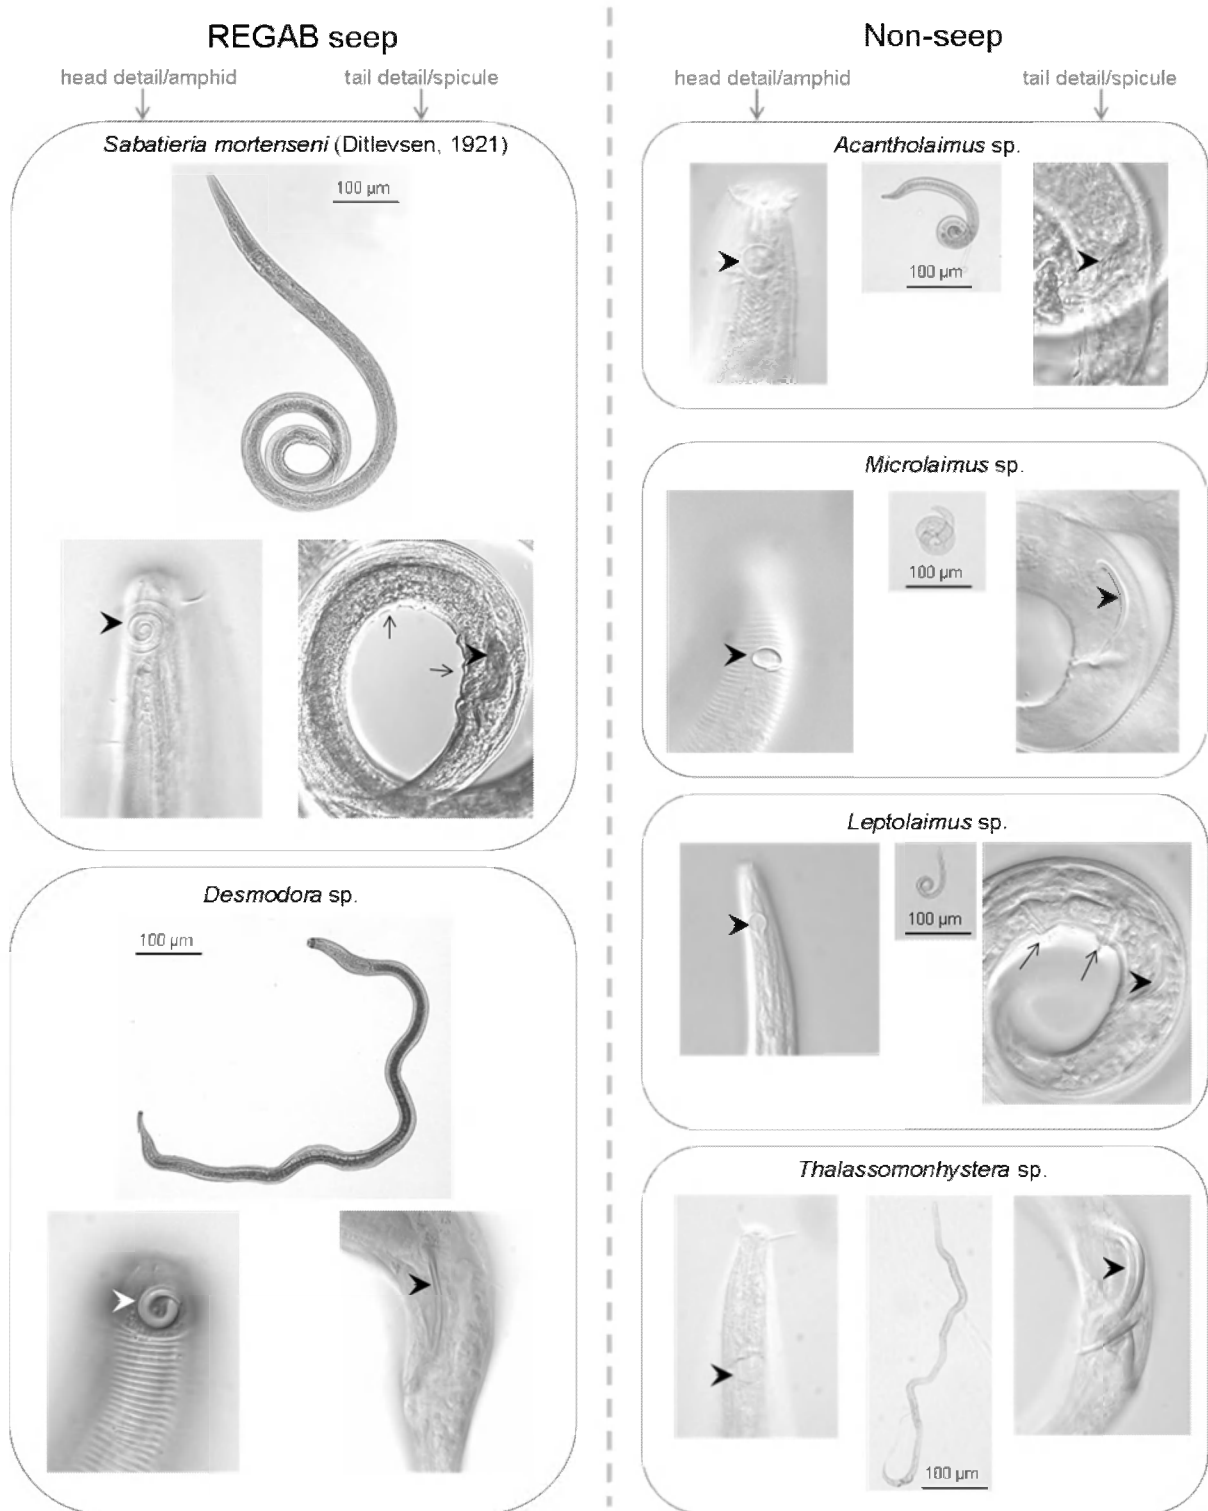 REGAB seep
head detail/amphid
tail detail/spicule
Sabatieria mortenseni (Ditlevsen, 1921)
100 µm
Desmodora sp.
100 µm
Non-seep
head detail/amphid
tail detail/spicule
Acantholaimus sp.
100 µm
Microlaimus sp.
100 µm
Leptolaimus sp.
100 µm
Thalassomonhystera sp.
100 µm